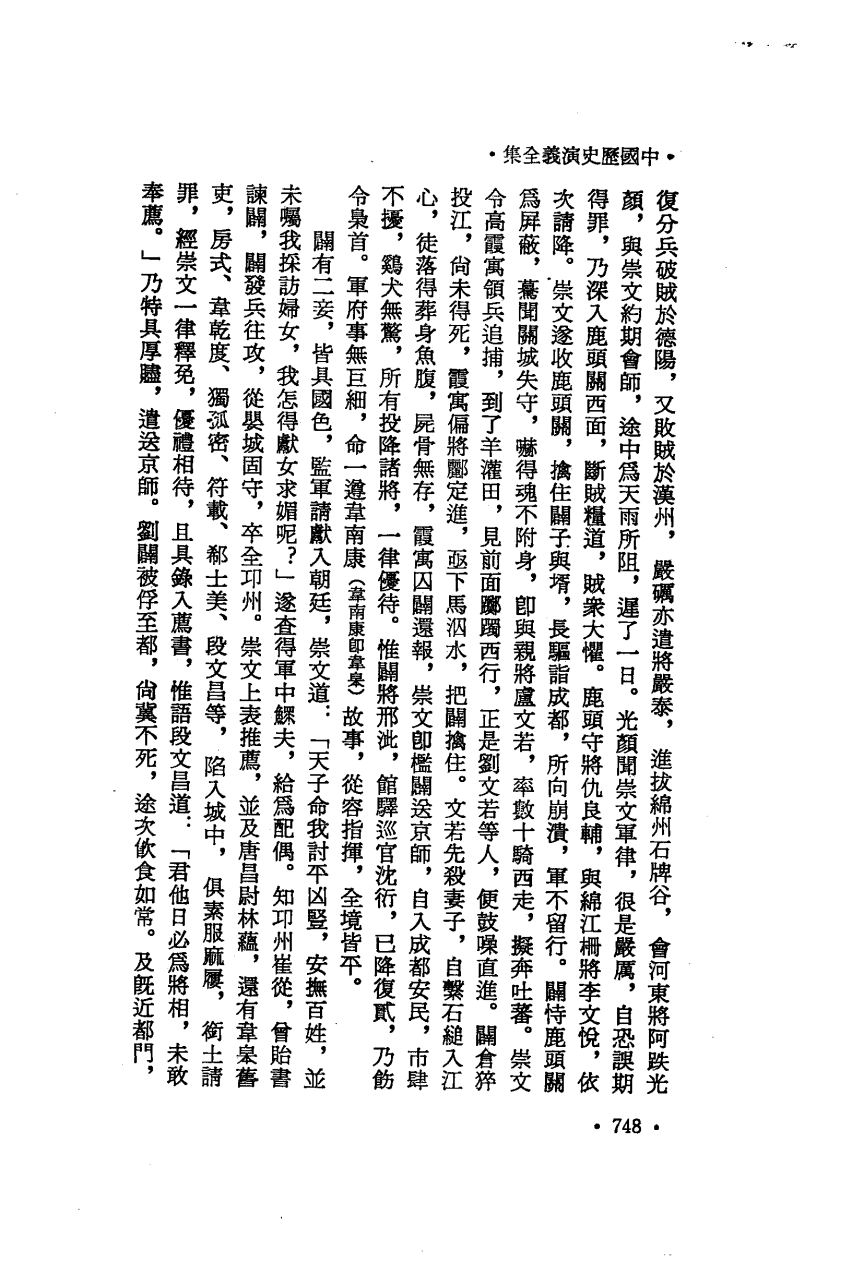 •中國歷史演義全集•
復分兵破賊於德陽，又敗賊於漢州，嚴礪亦遣將嚴泰，進拔綿州石牌谷，會河東將阿跌光
顏，與崇文約期會師，途中爲天雨所阻，遲了一日。光顏聞崇文軍律，很是嚴厲，自恐誤期
得罪，乃深入鹿頭關西面，斷賊糧道，賊衆大懼。鹿頭守將仇良輔，與綿江柵將李文悅，依
次請降。崇文遂收鹿頭關，擒住闢子與壻，長驅詣成都，所向崩潰，軍不留行。闢恃鹿頭關
爲屏蔽，驀聞關城失守，嚇得魂不附身，卽與親將盧文若，率數十騎西走，擬奔吐蕃。崇文
令高霞寓領兵追捕，到了羊灌田，見前面躑躅西行，正是劉文若等人，便鼓噪直進。闢倉猝
投江，尙未得死，霞寓偏將酈定進，亟下馬泅水，把闢擒住。文若先殺妻子，自繫石縋入江
心，徒落得葬身魚腹，屍骨無存，霞寓囚闢還報，崇文卽檻闢送京師，自入成都安民，市肆
不擾，鷄犬無驚，所有投降諸將，一律優待。惟闢將邢泚，館驛巡官沈衍，已降復貳，乃飭
令梟首。軍府事無巨細，命一遵韋南康（韋南康卽韋皋）故事，從容指揮，全境皆平。
闢有二妾，皆具國色，監軍請獻入朝廷，崇文道：「天子命我討平凶豎，安撫百姓，並
未囑我採訪婦女，我怎得獻女求媚呢？」遂查得軍中鰥夫，給爲配偶。知邛州崔從，曾貽書
諫闢，闢發兵往攻，從嬰城固守，卒全邛州。崇文上表推薦，並及唐昌尉林蘊，還有韋皋舊
吏，房式、韋乾度、獨孤密、符載、郗士美、段文昌等，陷入城中，俱素服麻屨，銜土請
罪，經崇文一律釋免，優禮相待，且具錄入薦書，惟語段文昌道：「君他日必爲將相，未敢
奉薦。」乃特具厚贐，遣送京師。劉闢被俘至都，尙冀不死，途次飮食如常。及旣近都門，
• 748 •